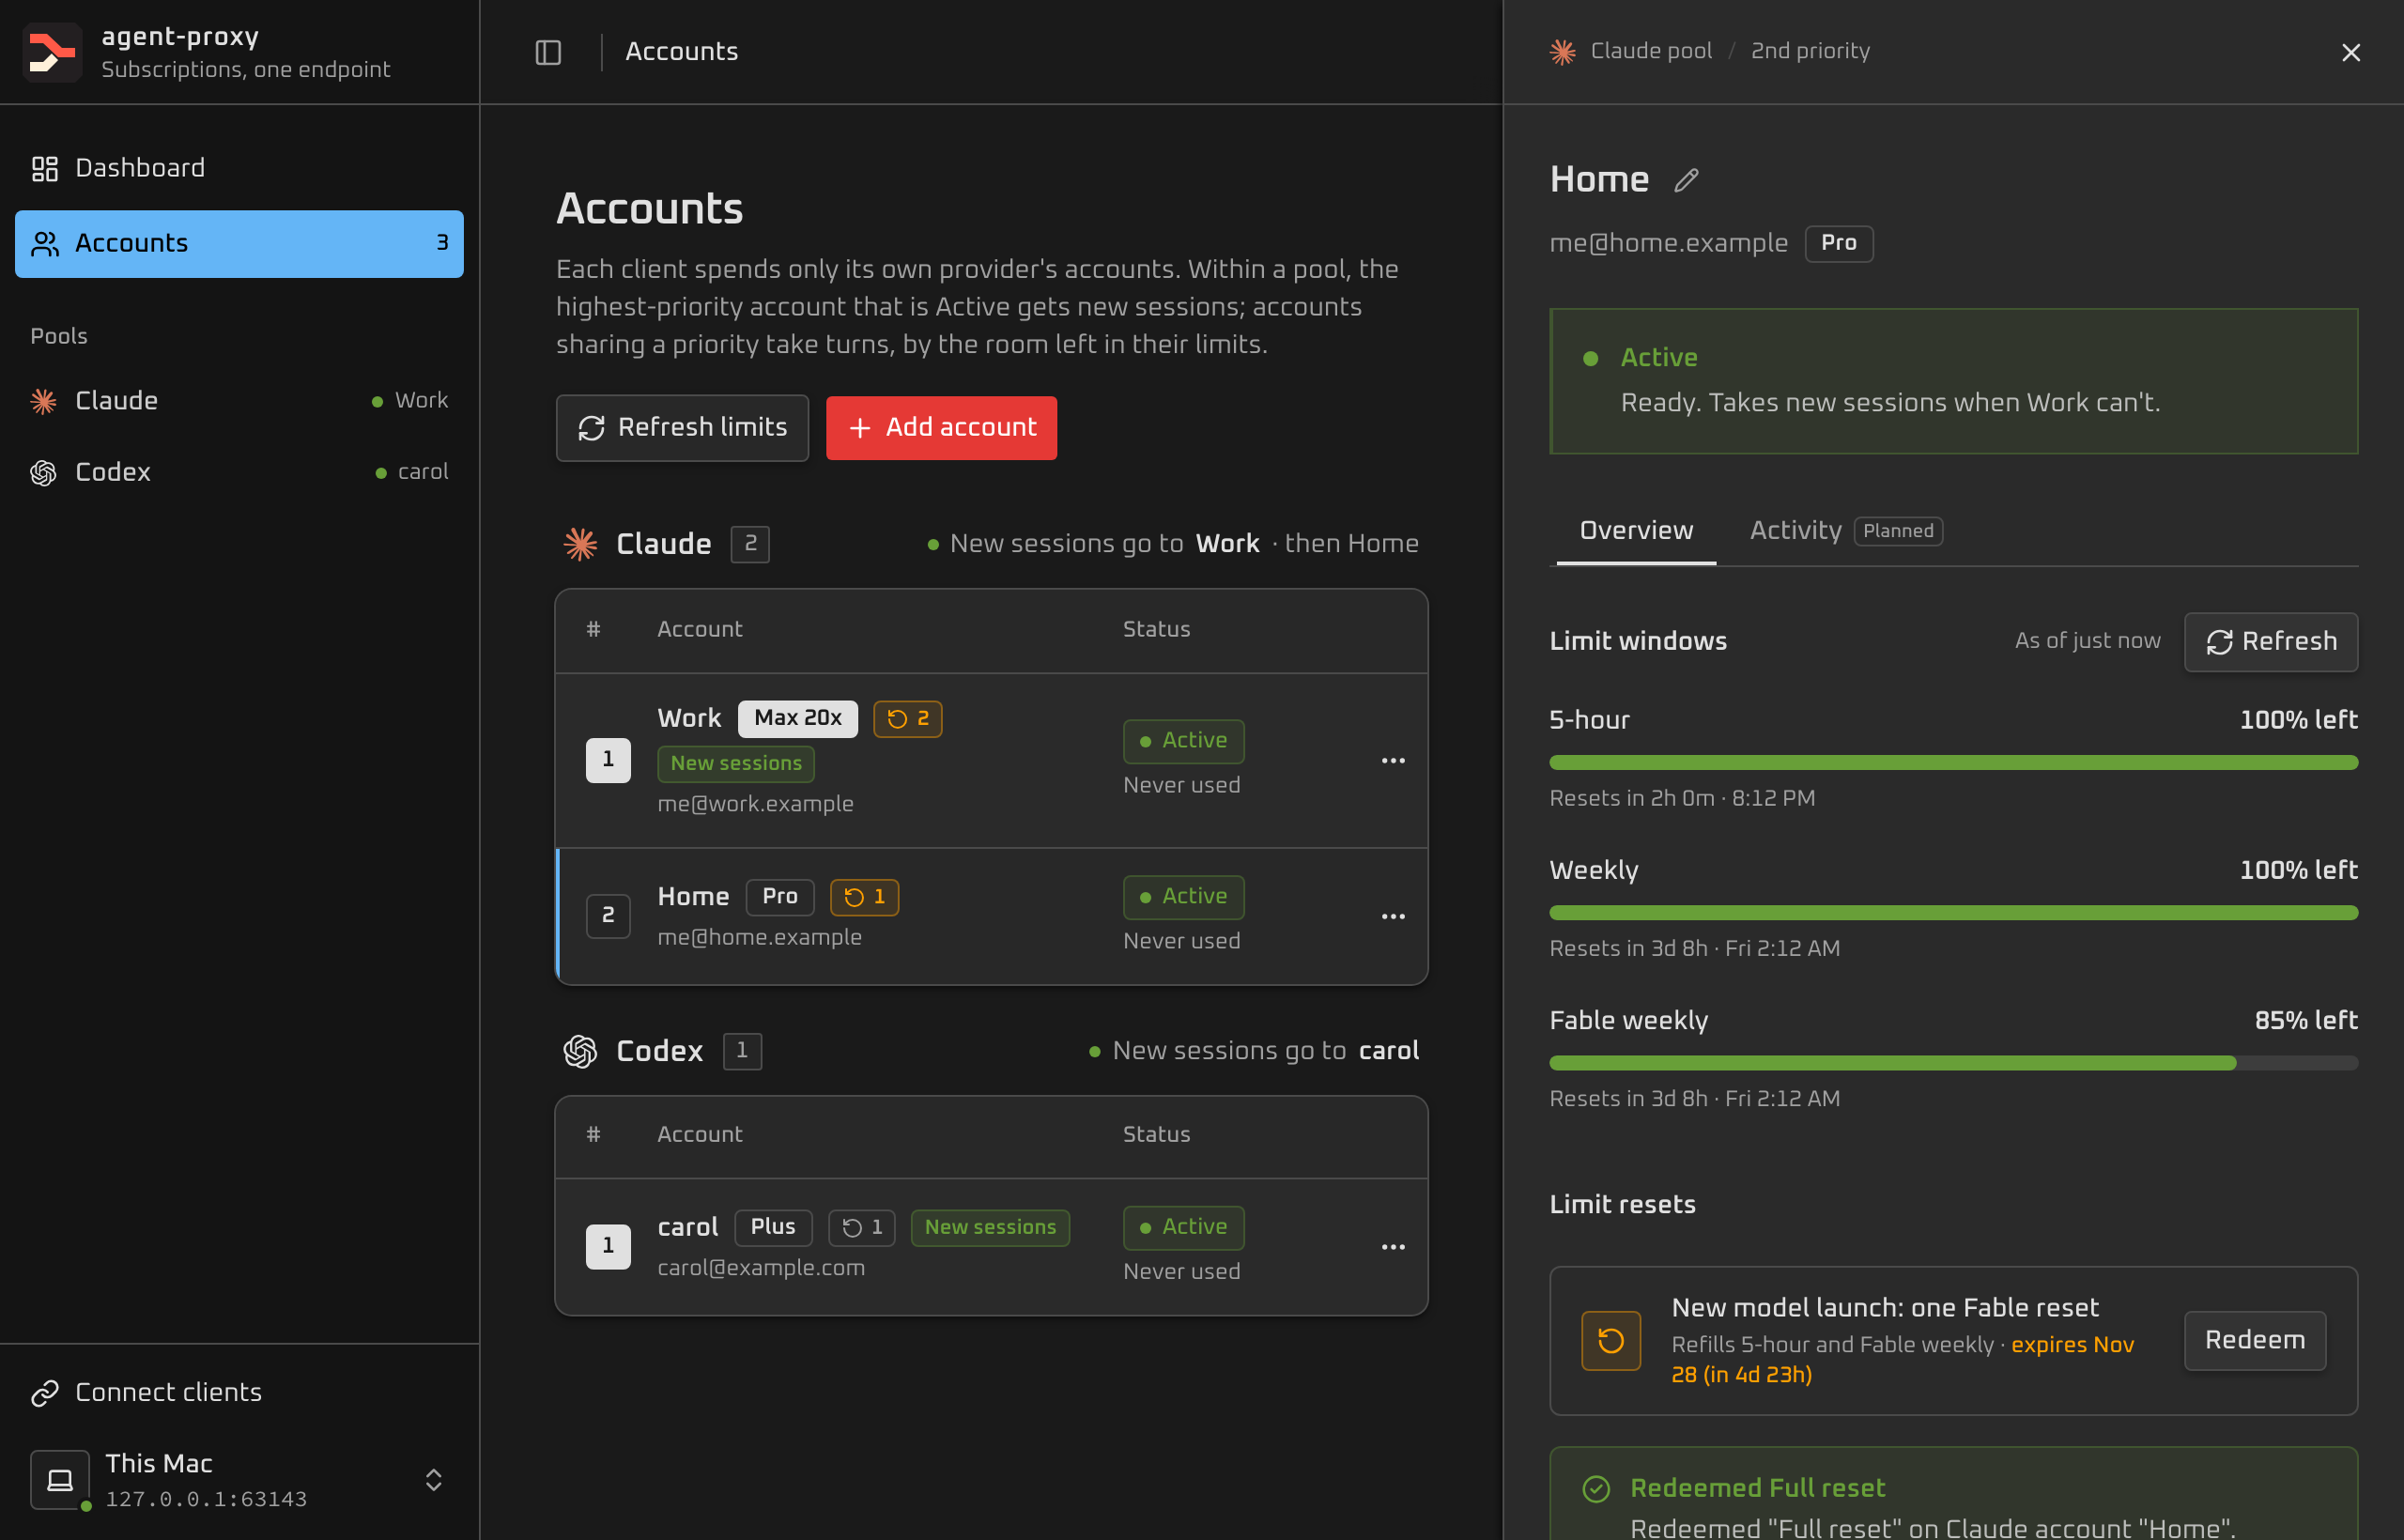 agent-proxy
Subscriptions, one endpoint
Dashboard
Accounts 3
Pools
Claude Work
Codex carol
Connect clients
This Mac
127.0.0.1:63143
Accounts
Accounts
Each client spends only its own provider's accounts. Within a pool, the
highest-priority account that is Active gets new sessions; accounts
sharing a priority take turns, by the room left in their limits.
Refresh limits
Add account
Claude 2 New sessions go to Work · then Home
# Account Status
1 Work Max 20x 2 Active
New sessions
me@work.example Never used
2 Home Pro 1 Active
me@home.example Never used
Codex 1 New sessions go to carol
# Account Status
1 carol Plus 1 New sessions Active
carol@example.com Never used
Claude pool / 2nd priority
Home
me@home.example Pro
Active
Ready. Takes new sessions when Work can't.
Overview Activity Planned
Limit windows As of just now Refresh
5-hour 100% left
Resets in 2h 0m · 8:12 PM
Weekly 100% left
Resets in 3d 8h · Fri 2:12 AM
Fable weekly 85% left
Resets in 3d 8h · Fri 2:12 AM
Limit resets
New model launch: one Fable reset
Refills 5-hour and Fable weekly · expires Nov
28 (in 4d 23h)
Redeem
Redeemed Full reset
Redeemed "Full reset" on Claude account "Home".